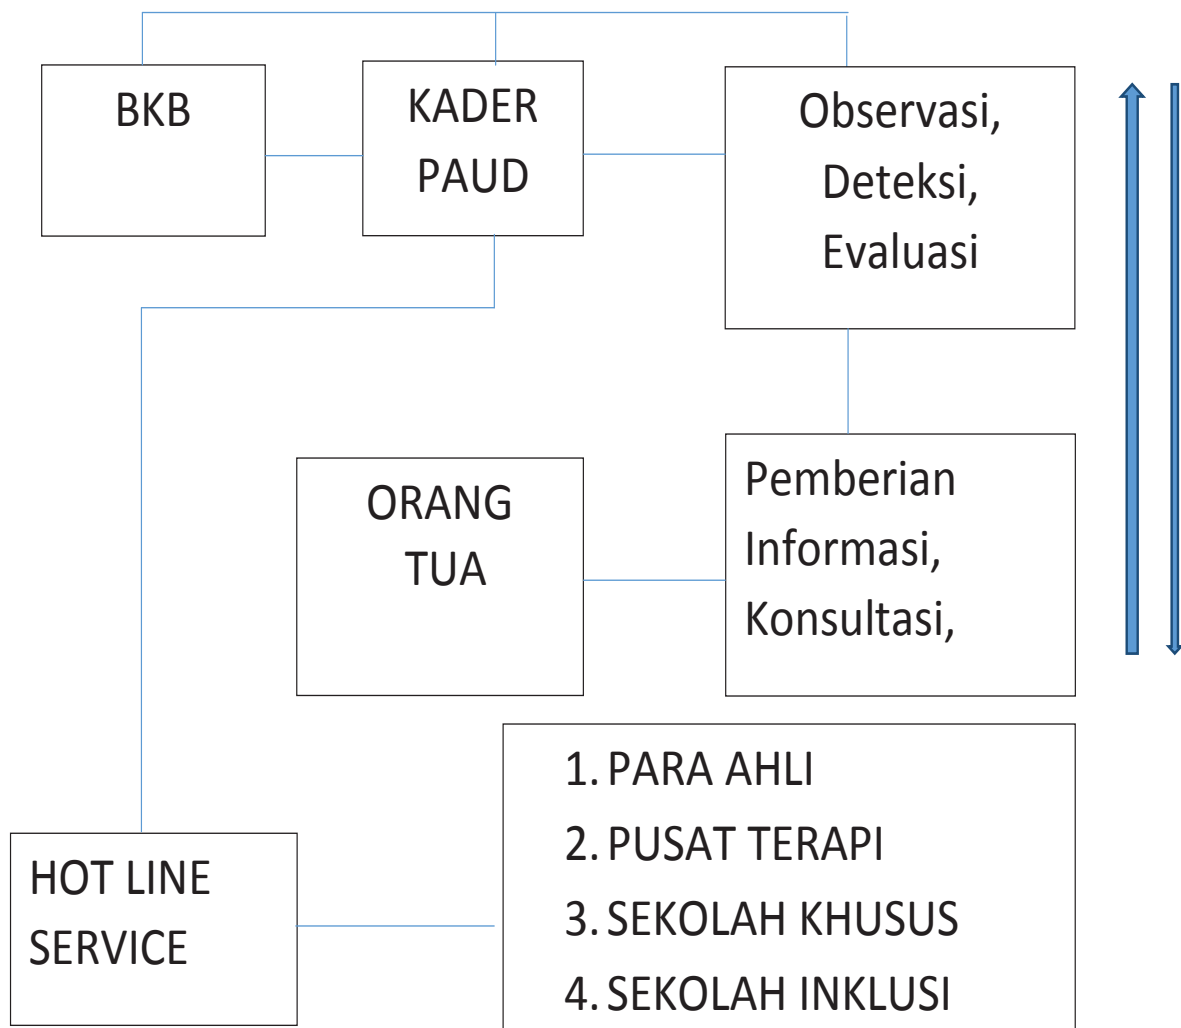 BKB
KADER
PAUD
Observasi,
Deteksi,
Evaluasi
ORANG
TUA
Pemberian
Informasi,
Konsultasi,
HOT LINE
SERVICE
1. PARA AHLI
2. PUSAT TERAPI
3. SEKOLAH KHUSUS
4. SEKOLAH INKLUSI